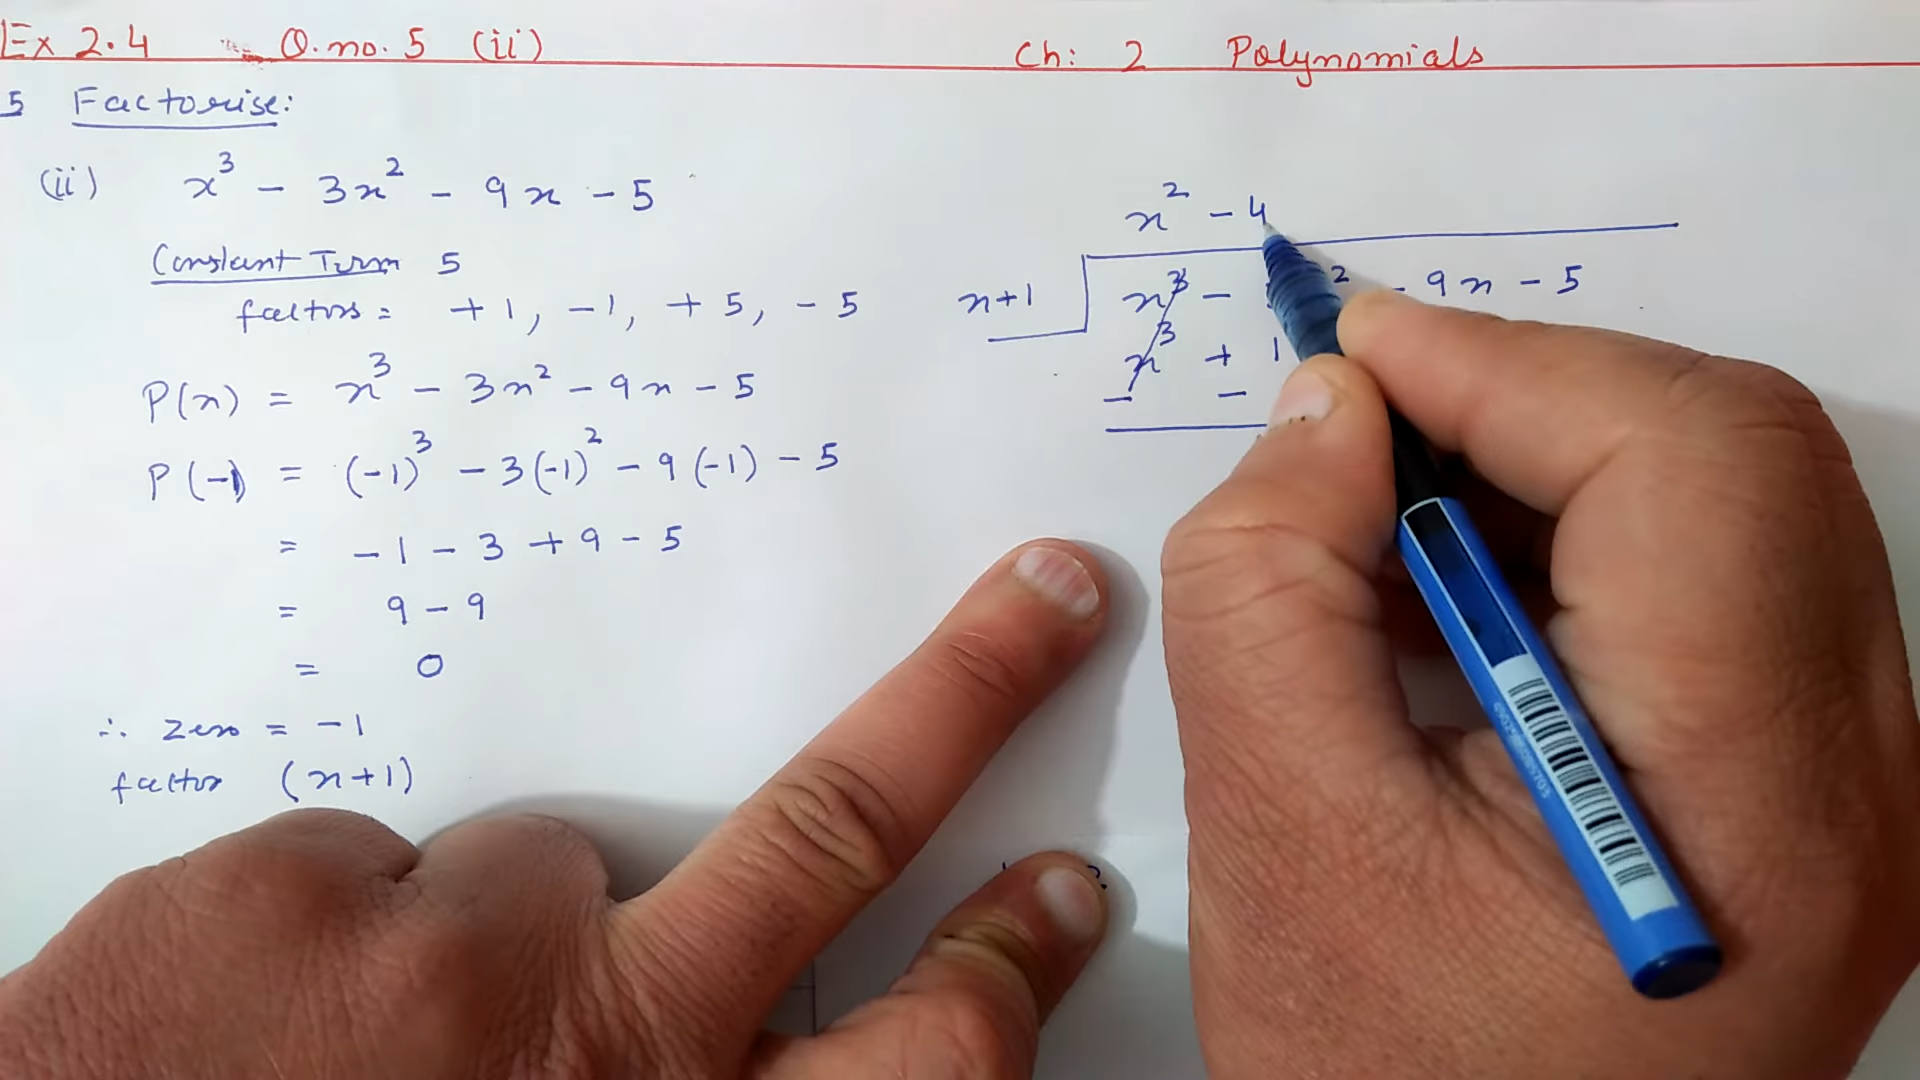 Ex 2.4 Q.no. 5 (ii) Ch: 2 Polynomials
5 Factorise:
(ii) x³ - 3x² - 9x - 5
Constant Term 5
factors = +1, -1, +5, -5
P(x) = x³ - 3x² - 9x - 5
P(-1) = (-1)³ - 3(-1)² - 9(-1) - 5
= -1 - 3 + 9 - 5
= 9 - 9
= 0
∴ zero = -1
factor (x+1)
x² - 4
x+1 x³ - ² - 9x - 5
x³ + 1
- -